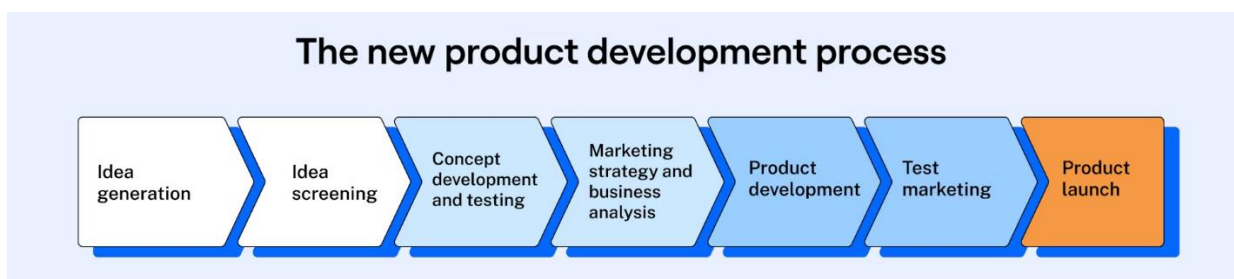 The new product development process
Idea
generation
Idea
screening
Concept
development
and testing
Marketing
strategy and
business
analysis
Product
development
Test
marketing
Product
launch